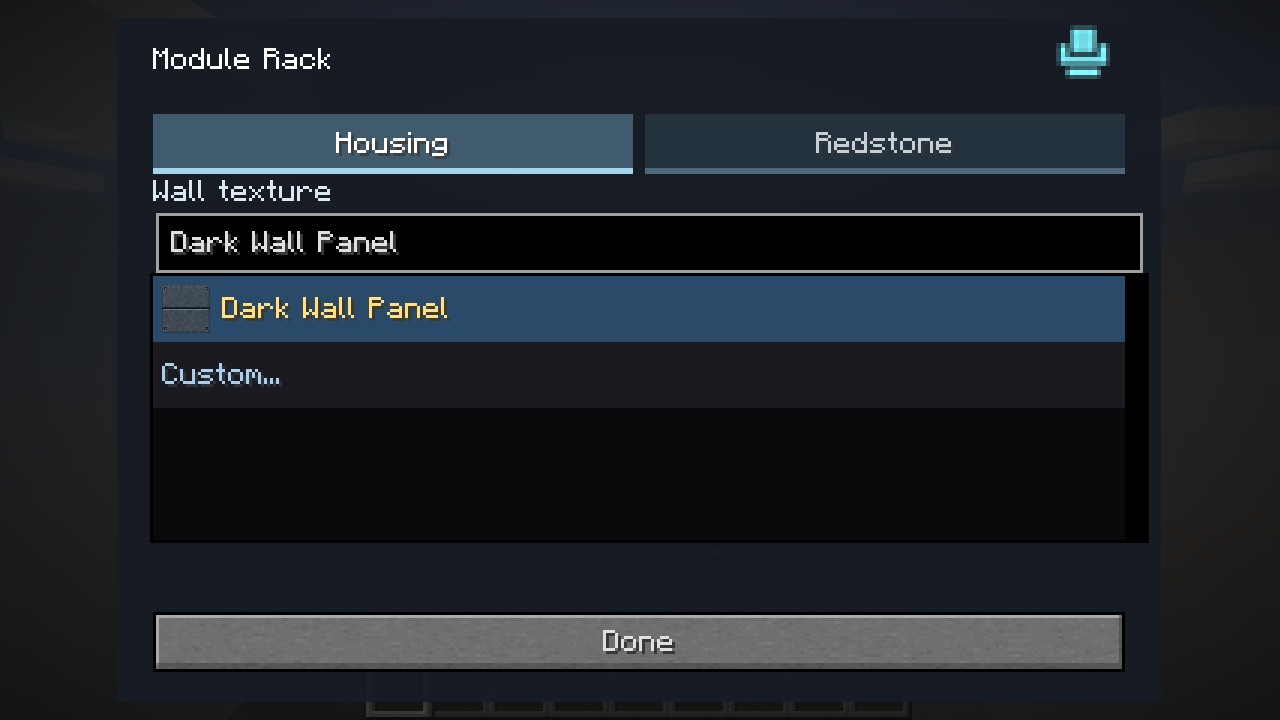 Module Rack
Housing
Redstone
Wall texture
Dark Wall Panel
Dark Wall Panel
Custom...
Done